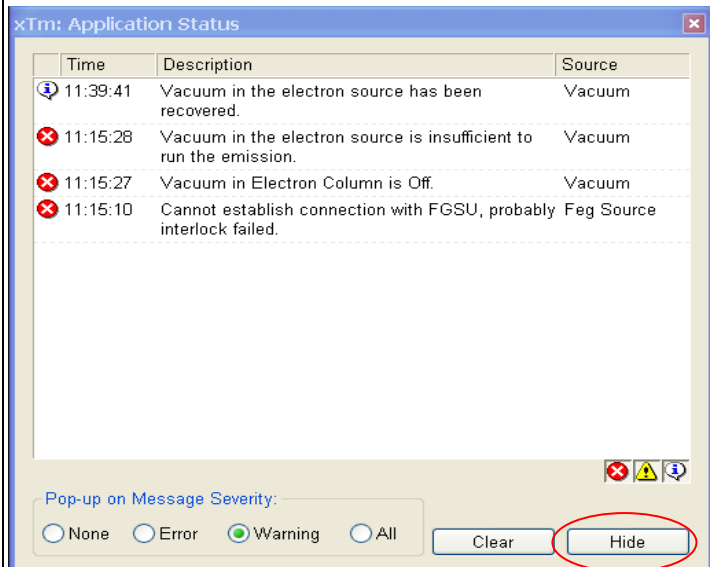 xTm: Application Status
Time Description Source
11:39:41 Vacuum in the electron source has been Vacuum
recovered.
11:15:28 Vacuum in the electron source is insufficient to Vacuum
run the emission.
11:15:27 Vacuum in Electron Column is Off. Vacuum
11:15:10 Cannot establish connection with FGSU, probably Feg Source
interlock failed.
Pop-up on Message Severity:
None Error Warning All Clear Hide